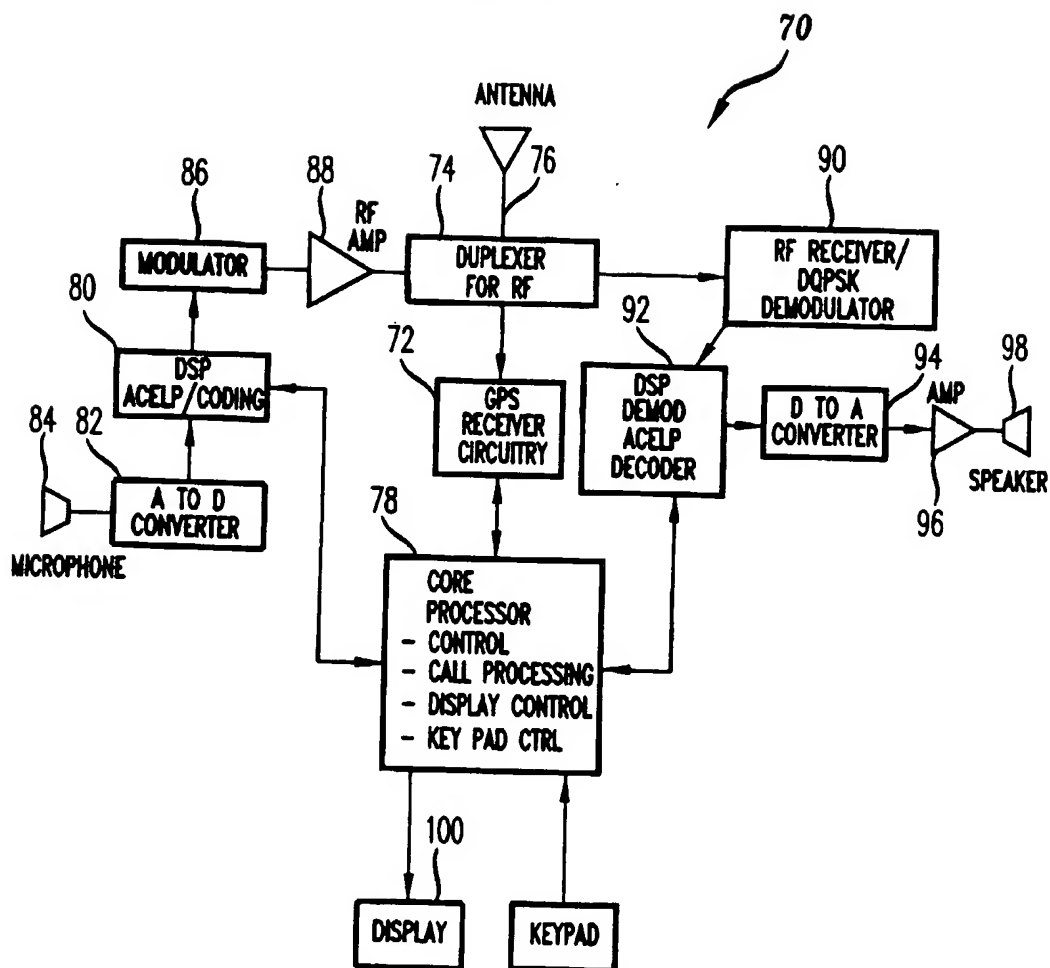 70
ANTENNA
86
88
74
76
90
RF
AMP
MODULATOR
DUPLEXER
FOR RF
RF RECEIVER/
DQPSK
DEMODULATOR
80
92
72
94
98
DSP
ACELP/CODING
GPS
RECEIVER
CIRCUITRY
DSP
DEMOD
ACELP
DECODER
D TO A
CONVERTER
AMP
84
82
A TO D
CONVERTER
MICROPHONE
SPEAKER
96
78
CORE
PROCESSOR
- CONTROL
- CALL PROCESSING
- DISPLAY CONTROL
- KEY PAD CTRL
100
DISPLAY
KEYPAD